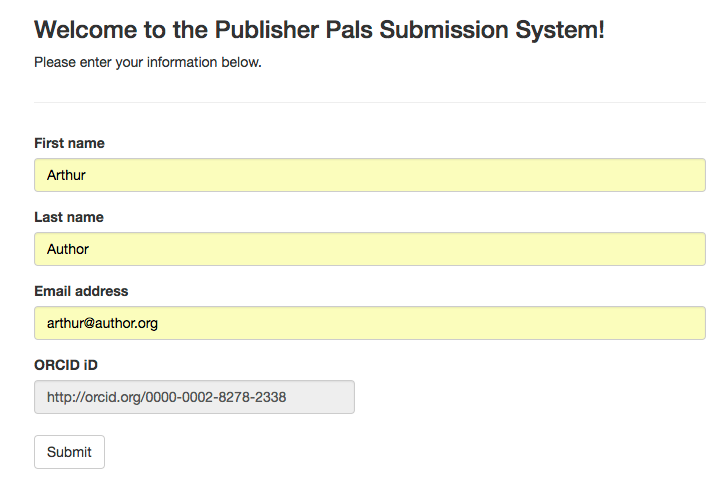 Welcome to the Publisher Pals Submission System!
Please enter your information below.
First name
Arthur
Last name
Author
Email address
arthur@author.org
ORCID iD
http://orcid.org/0000-0002-8278-2338
Submit